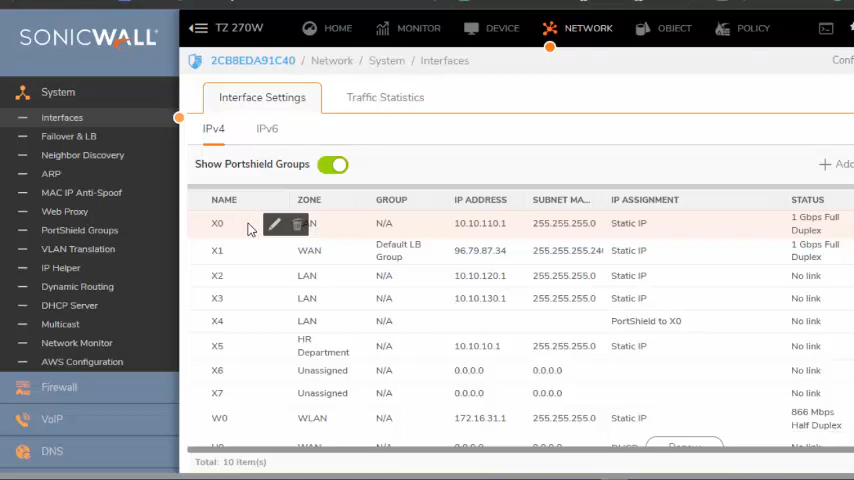 SONICWALL
TZ 270W
HOME
MONITOR
DEVICE
NETWORK
OBJECT
POLICY
2CB8EDA91C40 / Network / System / Interfaces
Conf
System
Interfaces
Failover & LB
Neighbor Discovery
ARP
MAC IP Anti-Spoof
Web Proxy
PortShield Groups
VLAN Translation
IP Helper
Dynamic Routing
DHCP Server
Multicast
Network Monitor
AWS Configuration
Firewall
VoIP
DNS
Interface Settings
Traffic Statistics
IPv4
IPv6
Show Portshield Groups
Add
NAME ZONE GROUP IP ADDRESS SUBNET MA... IP ASSIGNMENT STATUS
X0 AN N/A 10.10.110.1 255.255.255.0 Static IP 1 Gbps Full
Duplex
X1 WAN Default LB
Group 96.79.87.34 255.255.255.240 Static IP 1 Gbps Full
Duplex
X2 LAN N/A 10.10.120.1 255.255.255.0 Static IP No link
X3 LAN N/A 10.10.130.1 255.255.255.0 Static IP No link
X4 LAN N/A PortShield to X0 No link
X5 HR
Department N/A 10.10.10.1 255.255.255.0 Static IP No link
X6 Unassigned N/A 0.0.0.0 0.0.0.0 No link
X7 Unassigned N/A 0.0.0.0 0.0.0.0 No link
W0 WLAN N/A 172.16.31.1 255.255.255.0 Static IP 866 Mbps
Half Duplex
Total: 10 item(s)